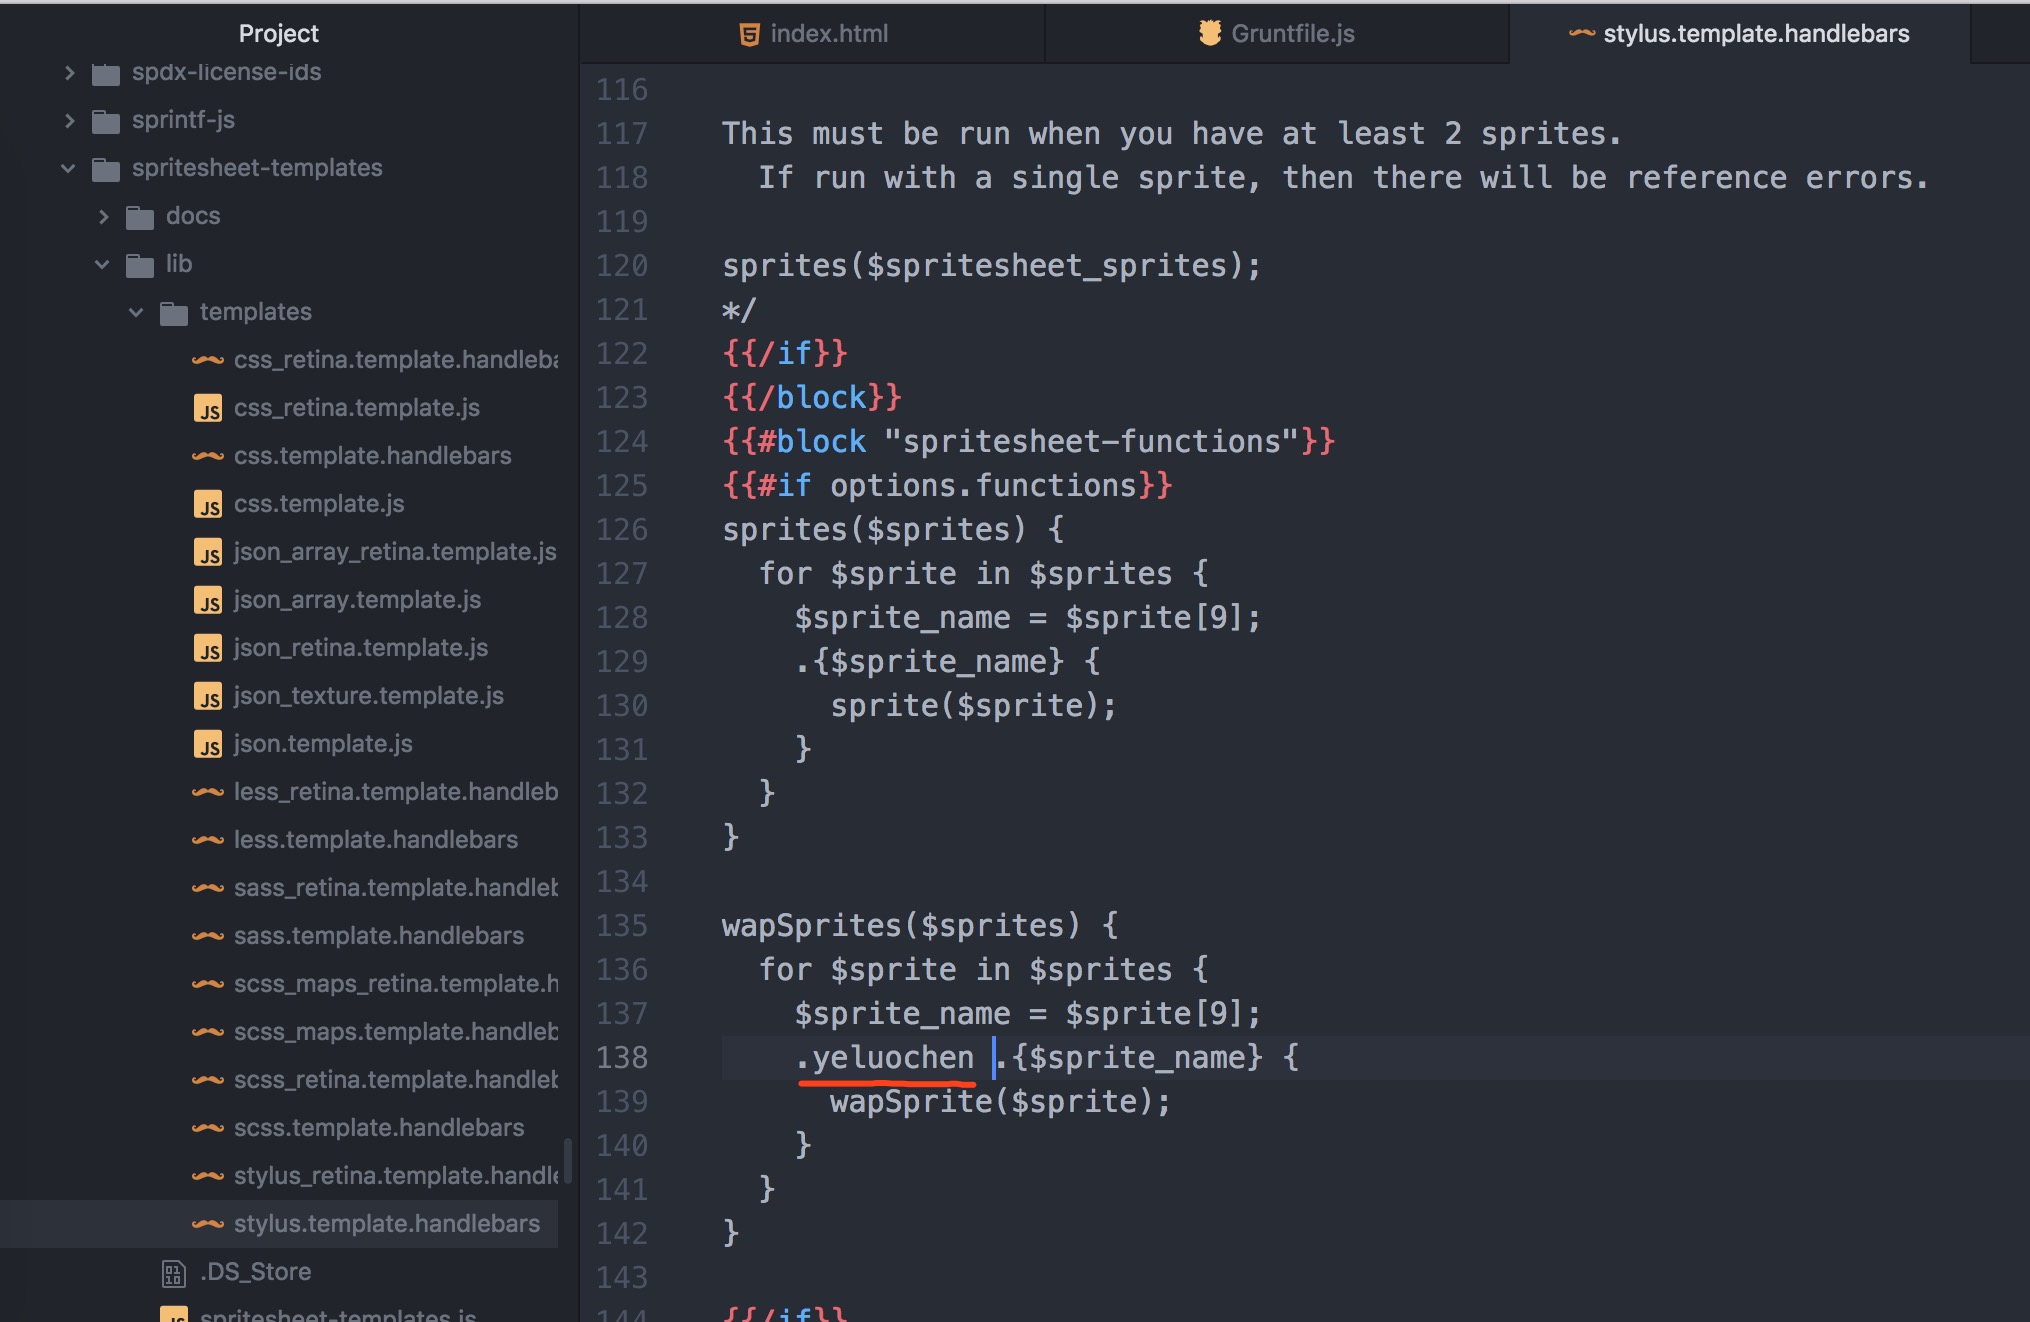 Project
spdx-license-ids
sprintf-js
spritesheet-templates
docs
lib
templates
css_retina.template.handleba
css_retina.template.js
css.template.handlebars
css.template.js
json_array_retina.template.js
json_array.template.js
json_retina.template.js
json_texture.template.js
json.template.js
less_retina.template.handleb
less.template.handlebars
sass_retina.template.handleb
sass.template.handlebars
scss_maps_retina.template.h
scss_maps.template.handleb
scss_retina.template.handleb
scss.template.handlebars
stylus_retina.template.handle
stylus.template.handlebars
.DS_Store
spritesheet-templates.js
index.html
Gruntfile.js
stylus.template.handlebars
116
117 This must be run when you have at least 2 sprites.
118 If run with a single sprite, then there will be reference errors.
119
120 sprites($spritesheet_sprites);
121 */
122 {{/if}}
123 {{/block}}
124 {{#block "spritesheet-functions"}}
125 {{#if options.functions}}
126 sprites($sprites) {
127 for $sprite in $sprites {
128 $sprite_name = $sprite[9];
129 .{$sprite_name} {
130 sprite($sprite);
131 }
132 }
133 }
134
135 wapSprites($sprites) {
136 for $sprite in $sprites {
137 $sprite_name = $sprite[9];
138 .yeluochen .{$sprite_name} {
139 wapSprite($sprite);
140 }
141 }
142 }
143
144 {{/if}}